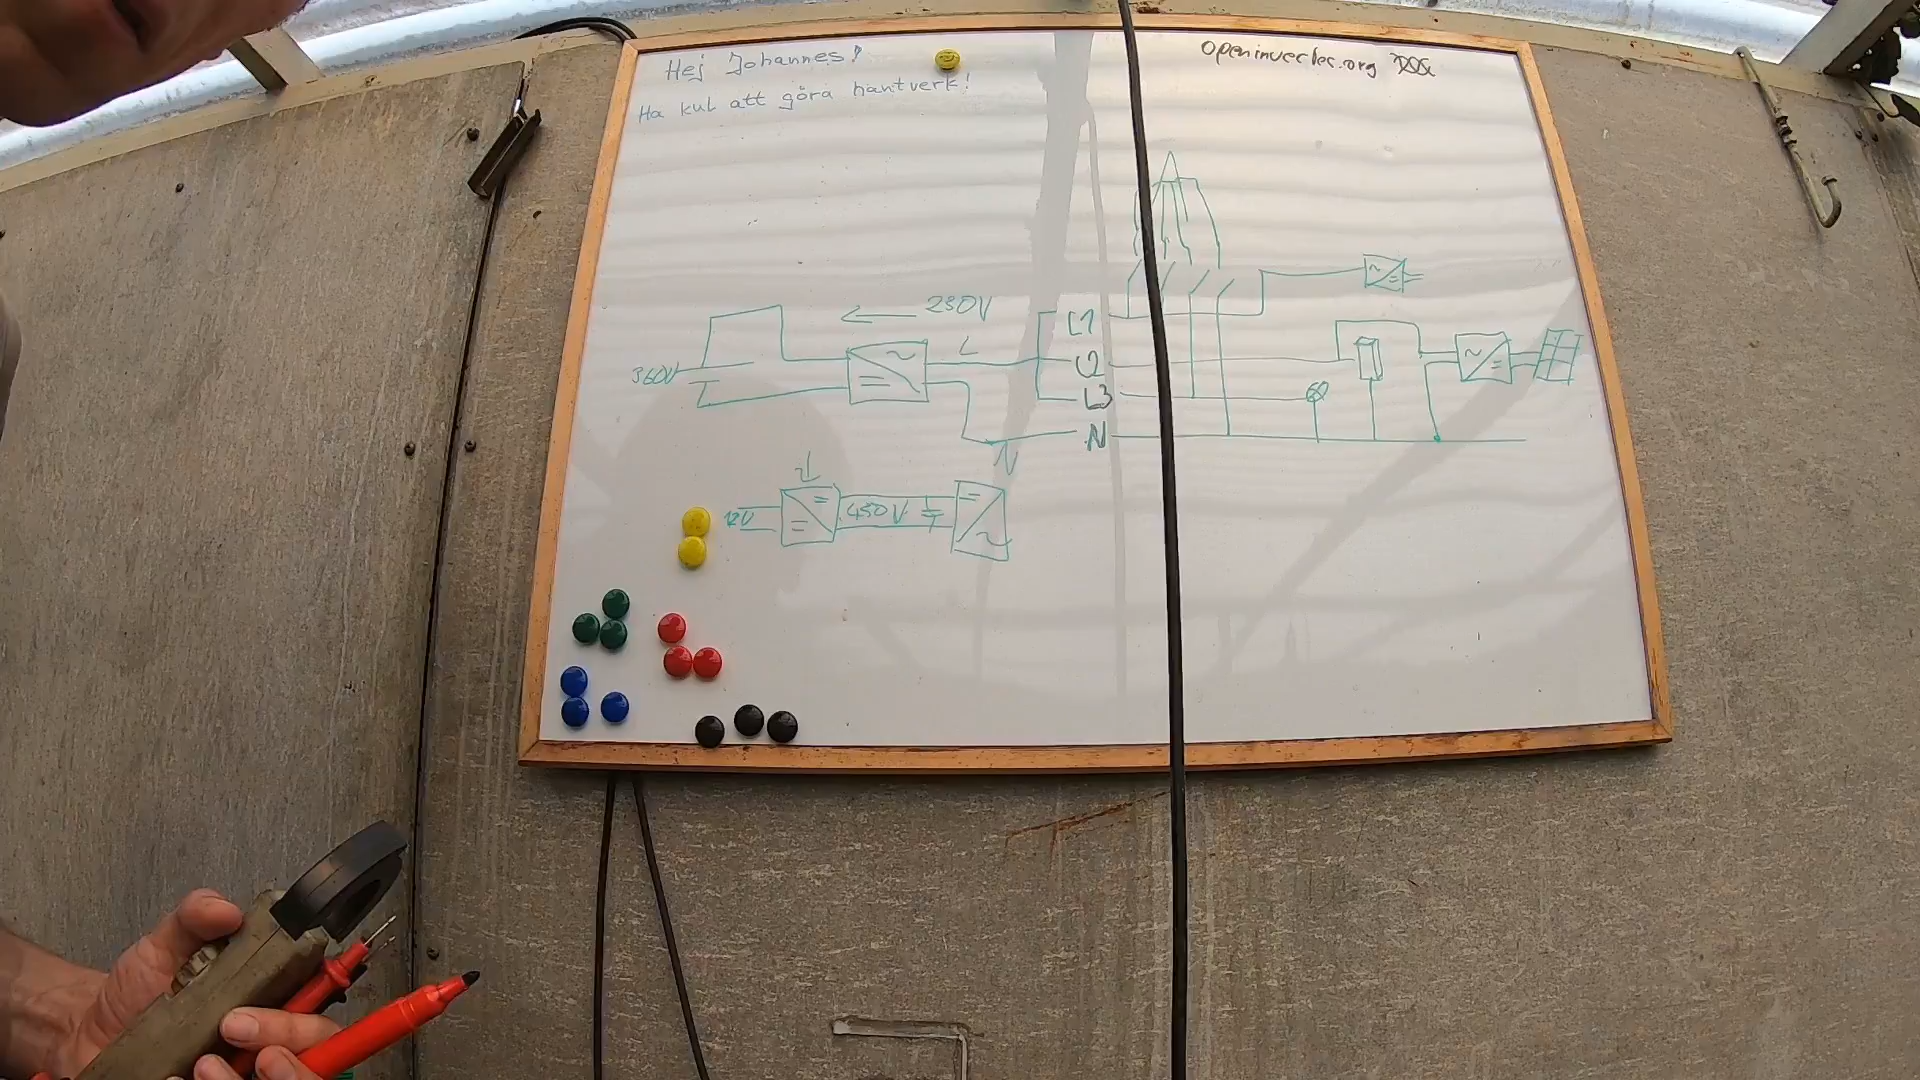 Hej Johannes!
Ha kul att göra hantverk!
openinverter.org
230V
L
L1
L2
L3
N
360V
N
12V
450V